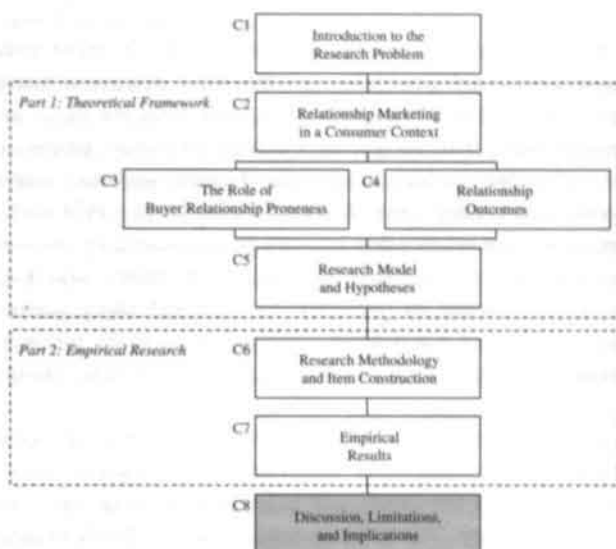 C1
Introduction to the
Research Problem
Part 1: Theoretical Framework
C2
Relationship Marketing
in a Consumer Context
C3
The Role of
Buyer Relationship Proneness
C4
Relationship
Outcomes
C5
Research Model
and Hypotheses
Part 2: Empirical Research
C6
Research Methodology
and Item Construction
C7
Empirical
Results
C8
Discussion, Limitations,
and Implications